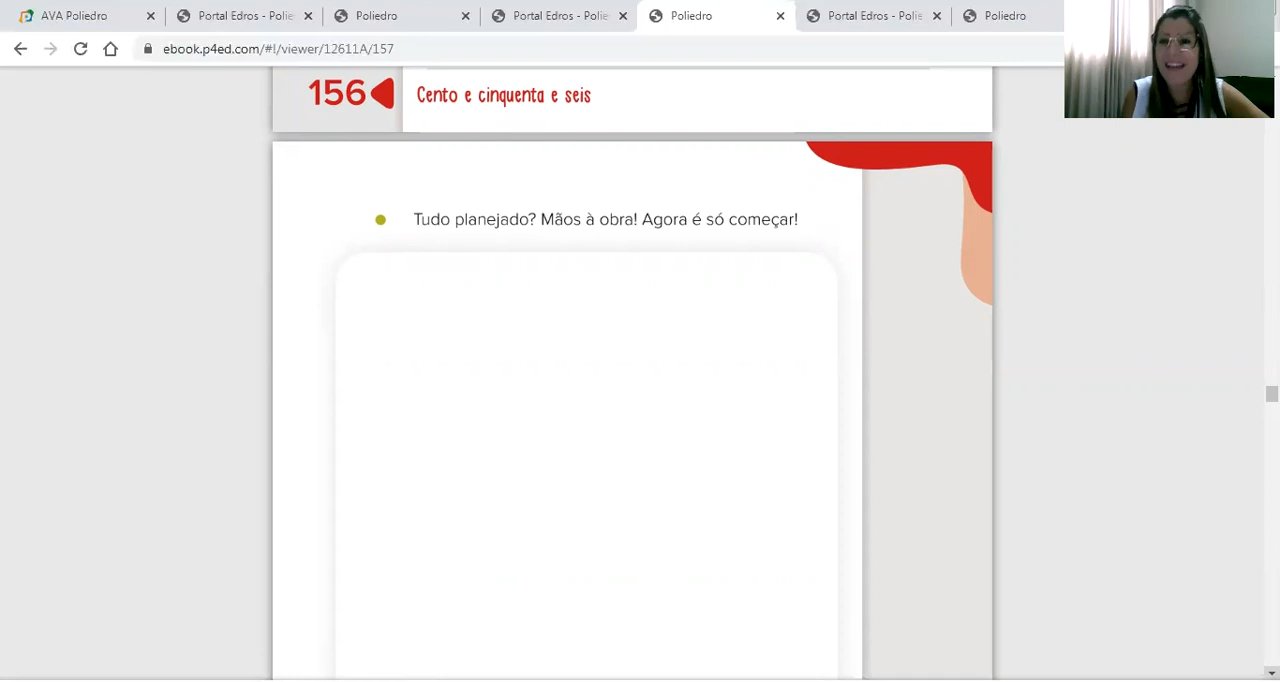 AVA Poliedro
Portal Edros - Polie
Poliedro
Portal Edros - Polie
Poliedro
Portal Edros - Polie
Poliedro
ebook.p4ed.com/#!/viewer/12611A/157
156
Cento e cinquenta e seis
Tudo planejado? Mãos à obra! Agora é só começar!